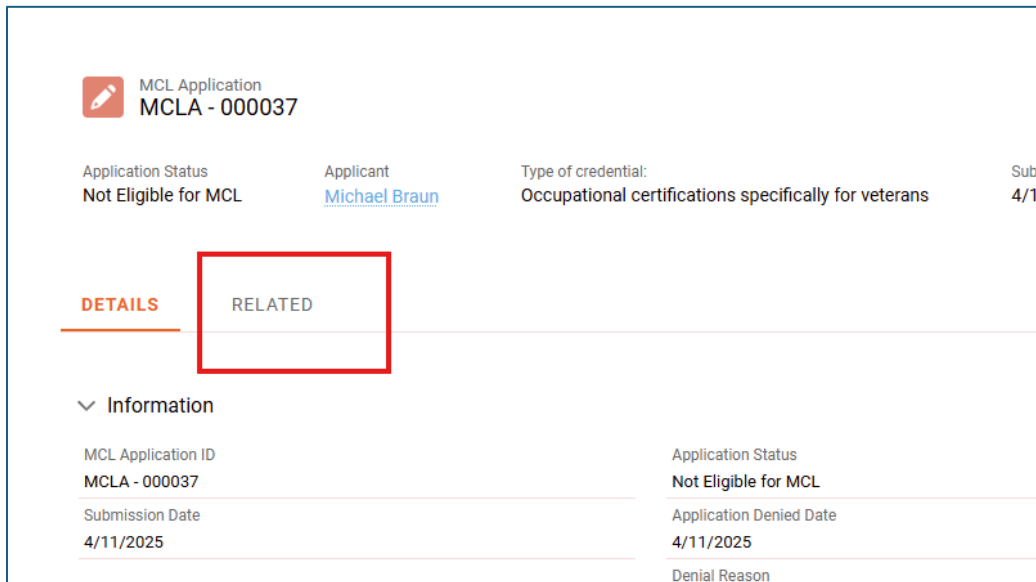 MCL Application
MCLA - 000037
Application Status
Applicant
Type of credential:
Not Eligible for MCL
Michael Braun
Occupational certifications specifically for veterans
DETAILS
RELATED
Information
MCL Application ID
Application Status
MCLA - 000037
Not Eligible for MCL
Submission Date
Application Denied Date
4/11/2025
4/11/2025
Denial Reason